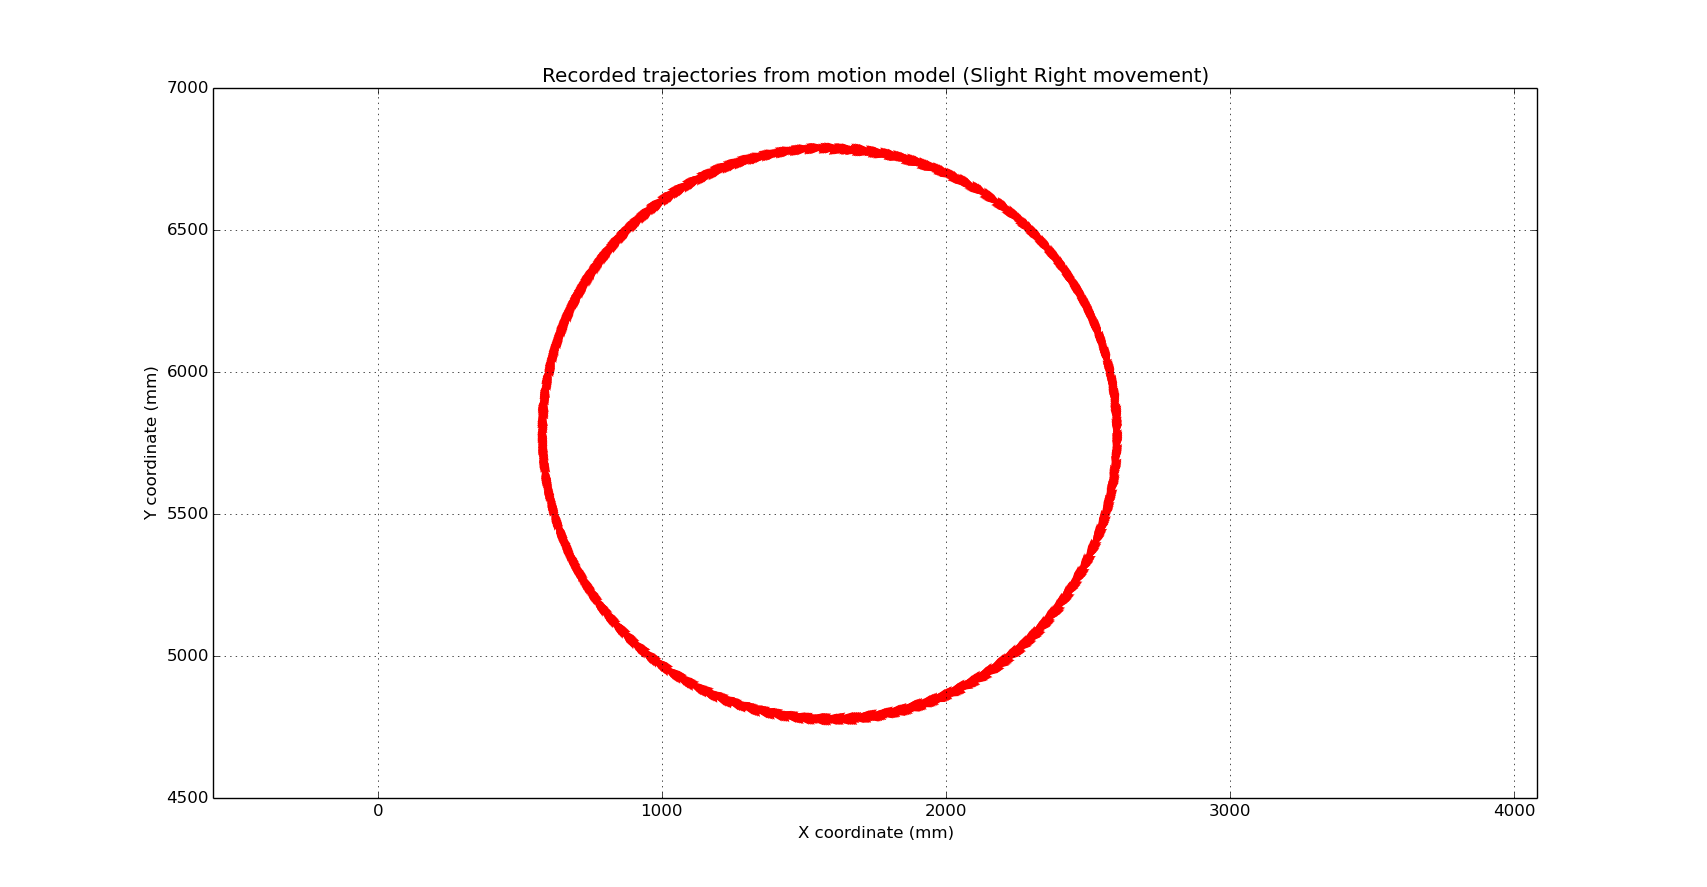 Recorded trajectories from motion model (Slight Right movement)
7000
6500
6000
5500
5000
4500
Y coordinate (mm)
0 1000 2000 3000 4000
X coordinate (mm)